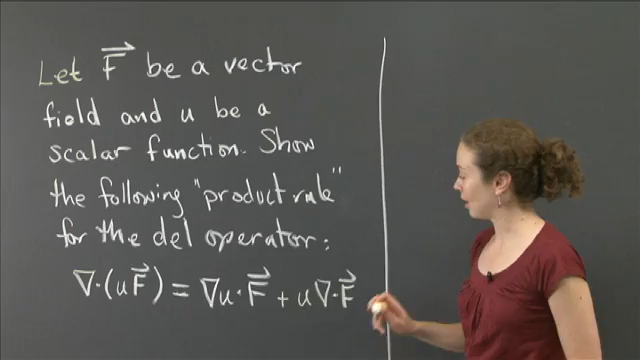 Let F⃗ be a vector
field and u be a
scalar function. Show
the following "product rule"
for the del operator:
∇·(uF⃗) = ∇u·F⃗ + u∇·F⃗